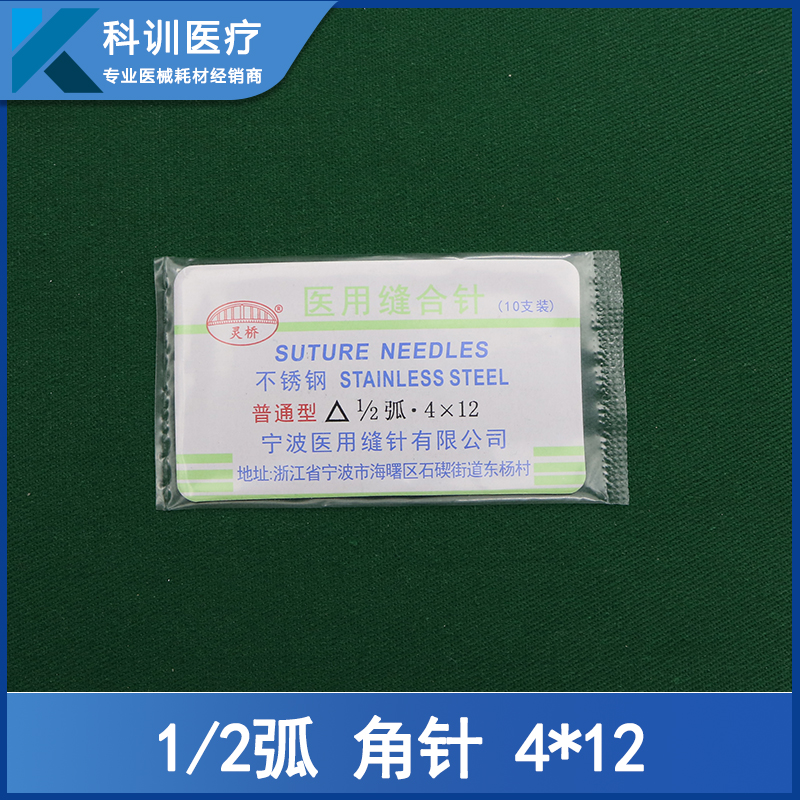 科训医疗
专业医械耗材经销商
医用缝合针 (10支装)
灵桥 ®
SUTURE NEEDLES
不锈钢 STAINLESS STEEL
普通型 △ 1/2 弧·4×12
宁波医用缝针有限公司
地址:浙江省宁波市海曙区石碶街道东杨村
1/2弧 角针 4*12